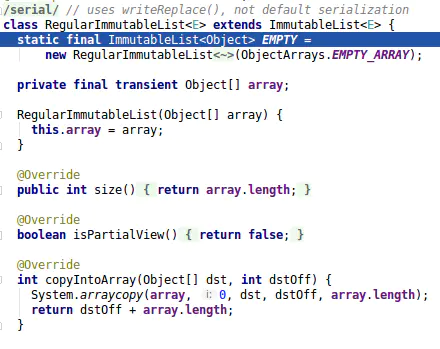 /serial/ // uses writeReplace(), not default serialization
class RegularImmutableList<E> extends ImmutableList<E> {
static final ImmutableList<Object> EMPTY =
new RegularImmutableList<~>(ObjectArrays.EMPTY_ARRAY);
private final transient Object[] array;
RegularImmutableList(Object[] array) {
this.array = array;
}
@Override
public int size() { return array.length; }
@Override
boolean isPartialView() { return false; }
@Override
int copyIntoArray(Object[] dst, int dstOff) {
System.arraycopy(array, i: 0, dst, dstOff, array.length);
return dstOff + array.length;
}